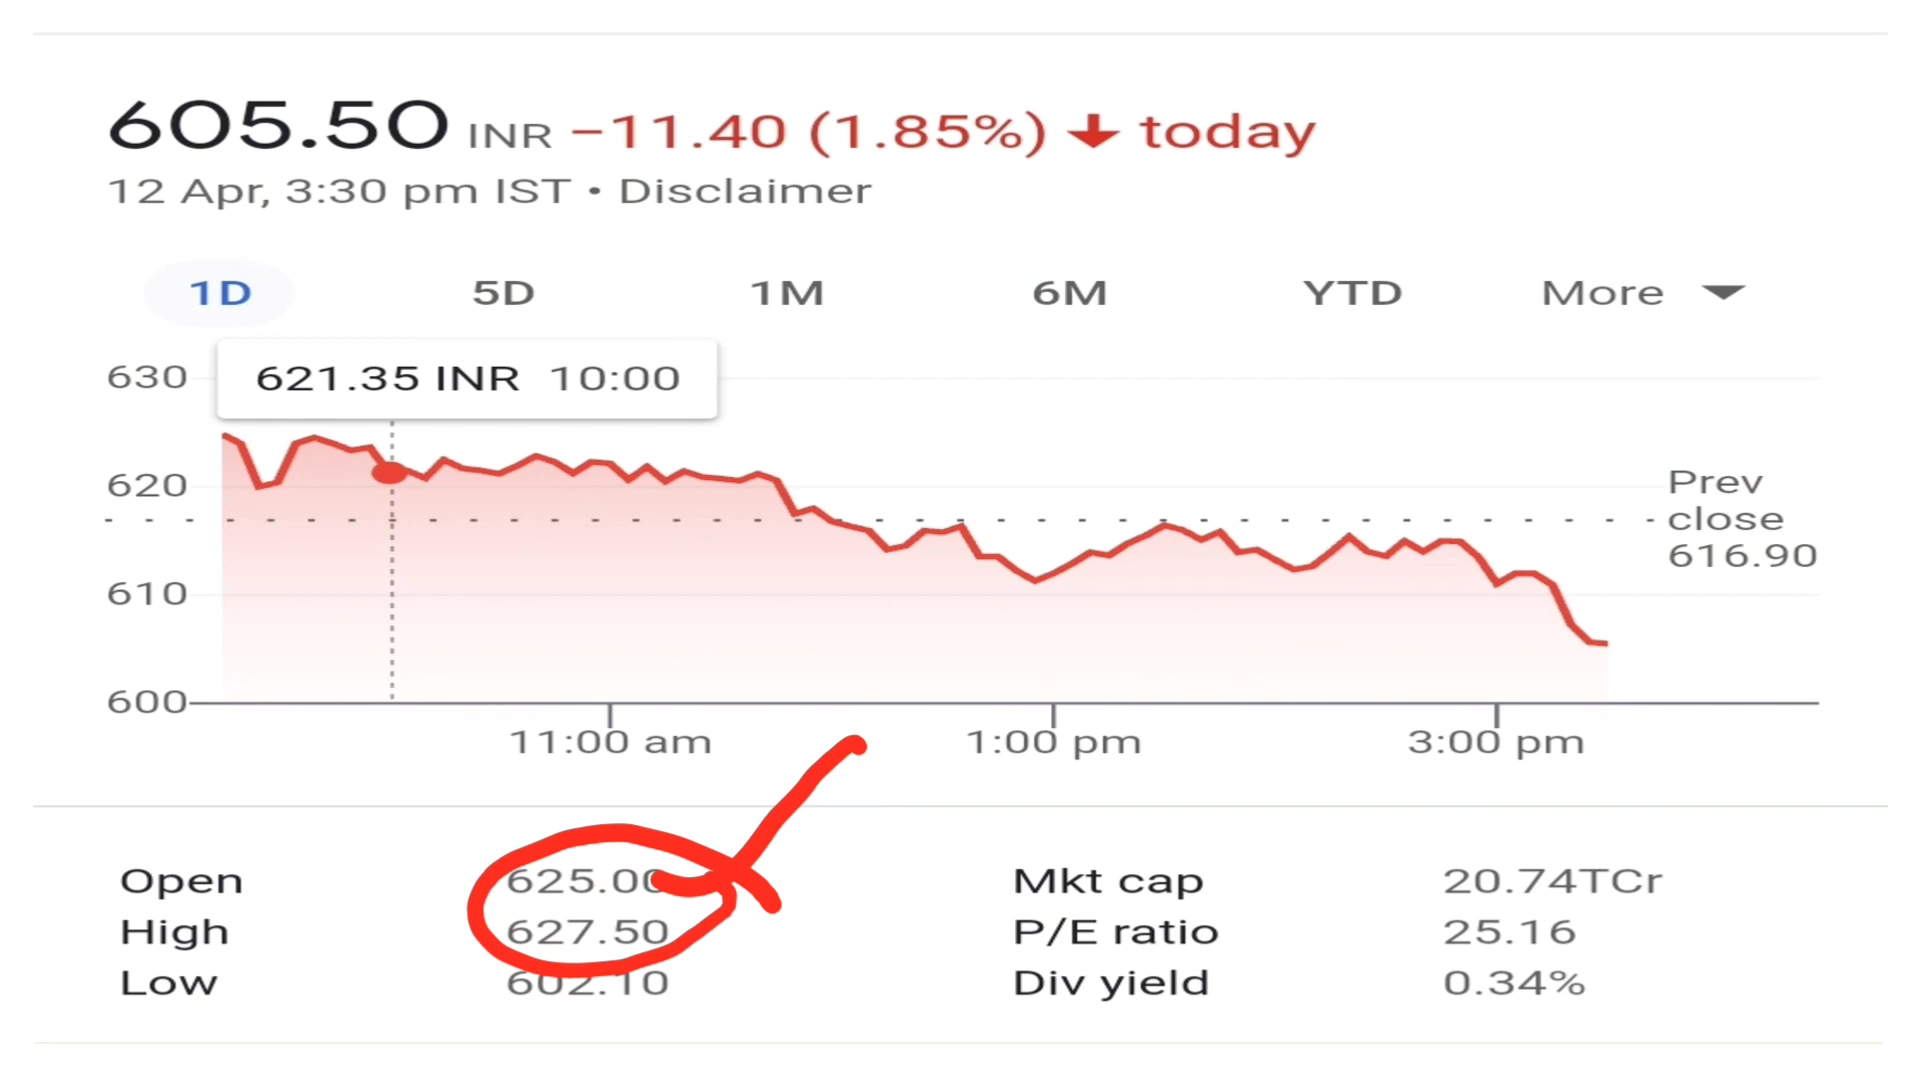 605.50 INR −11.40 (1.85%) today
12 Apr, 3:30 pm IST • Disclaimer
1D 5D 1M 6M YTD More
621.35 INR 10:00
630
620
610
600
Prev
close
616.90
11:00 am 1:00 pm 3:00 pm
Open 625.00 Mkt cap 20.74TCr
High 627.50 P/E ratio 25.16
Low 602.10 Div yield 0.34%